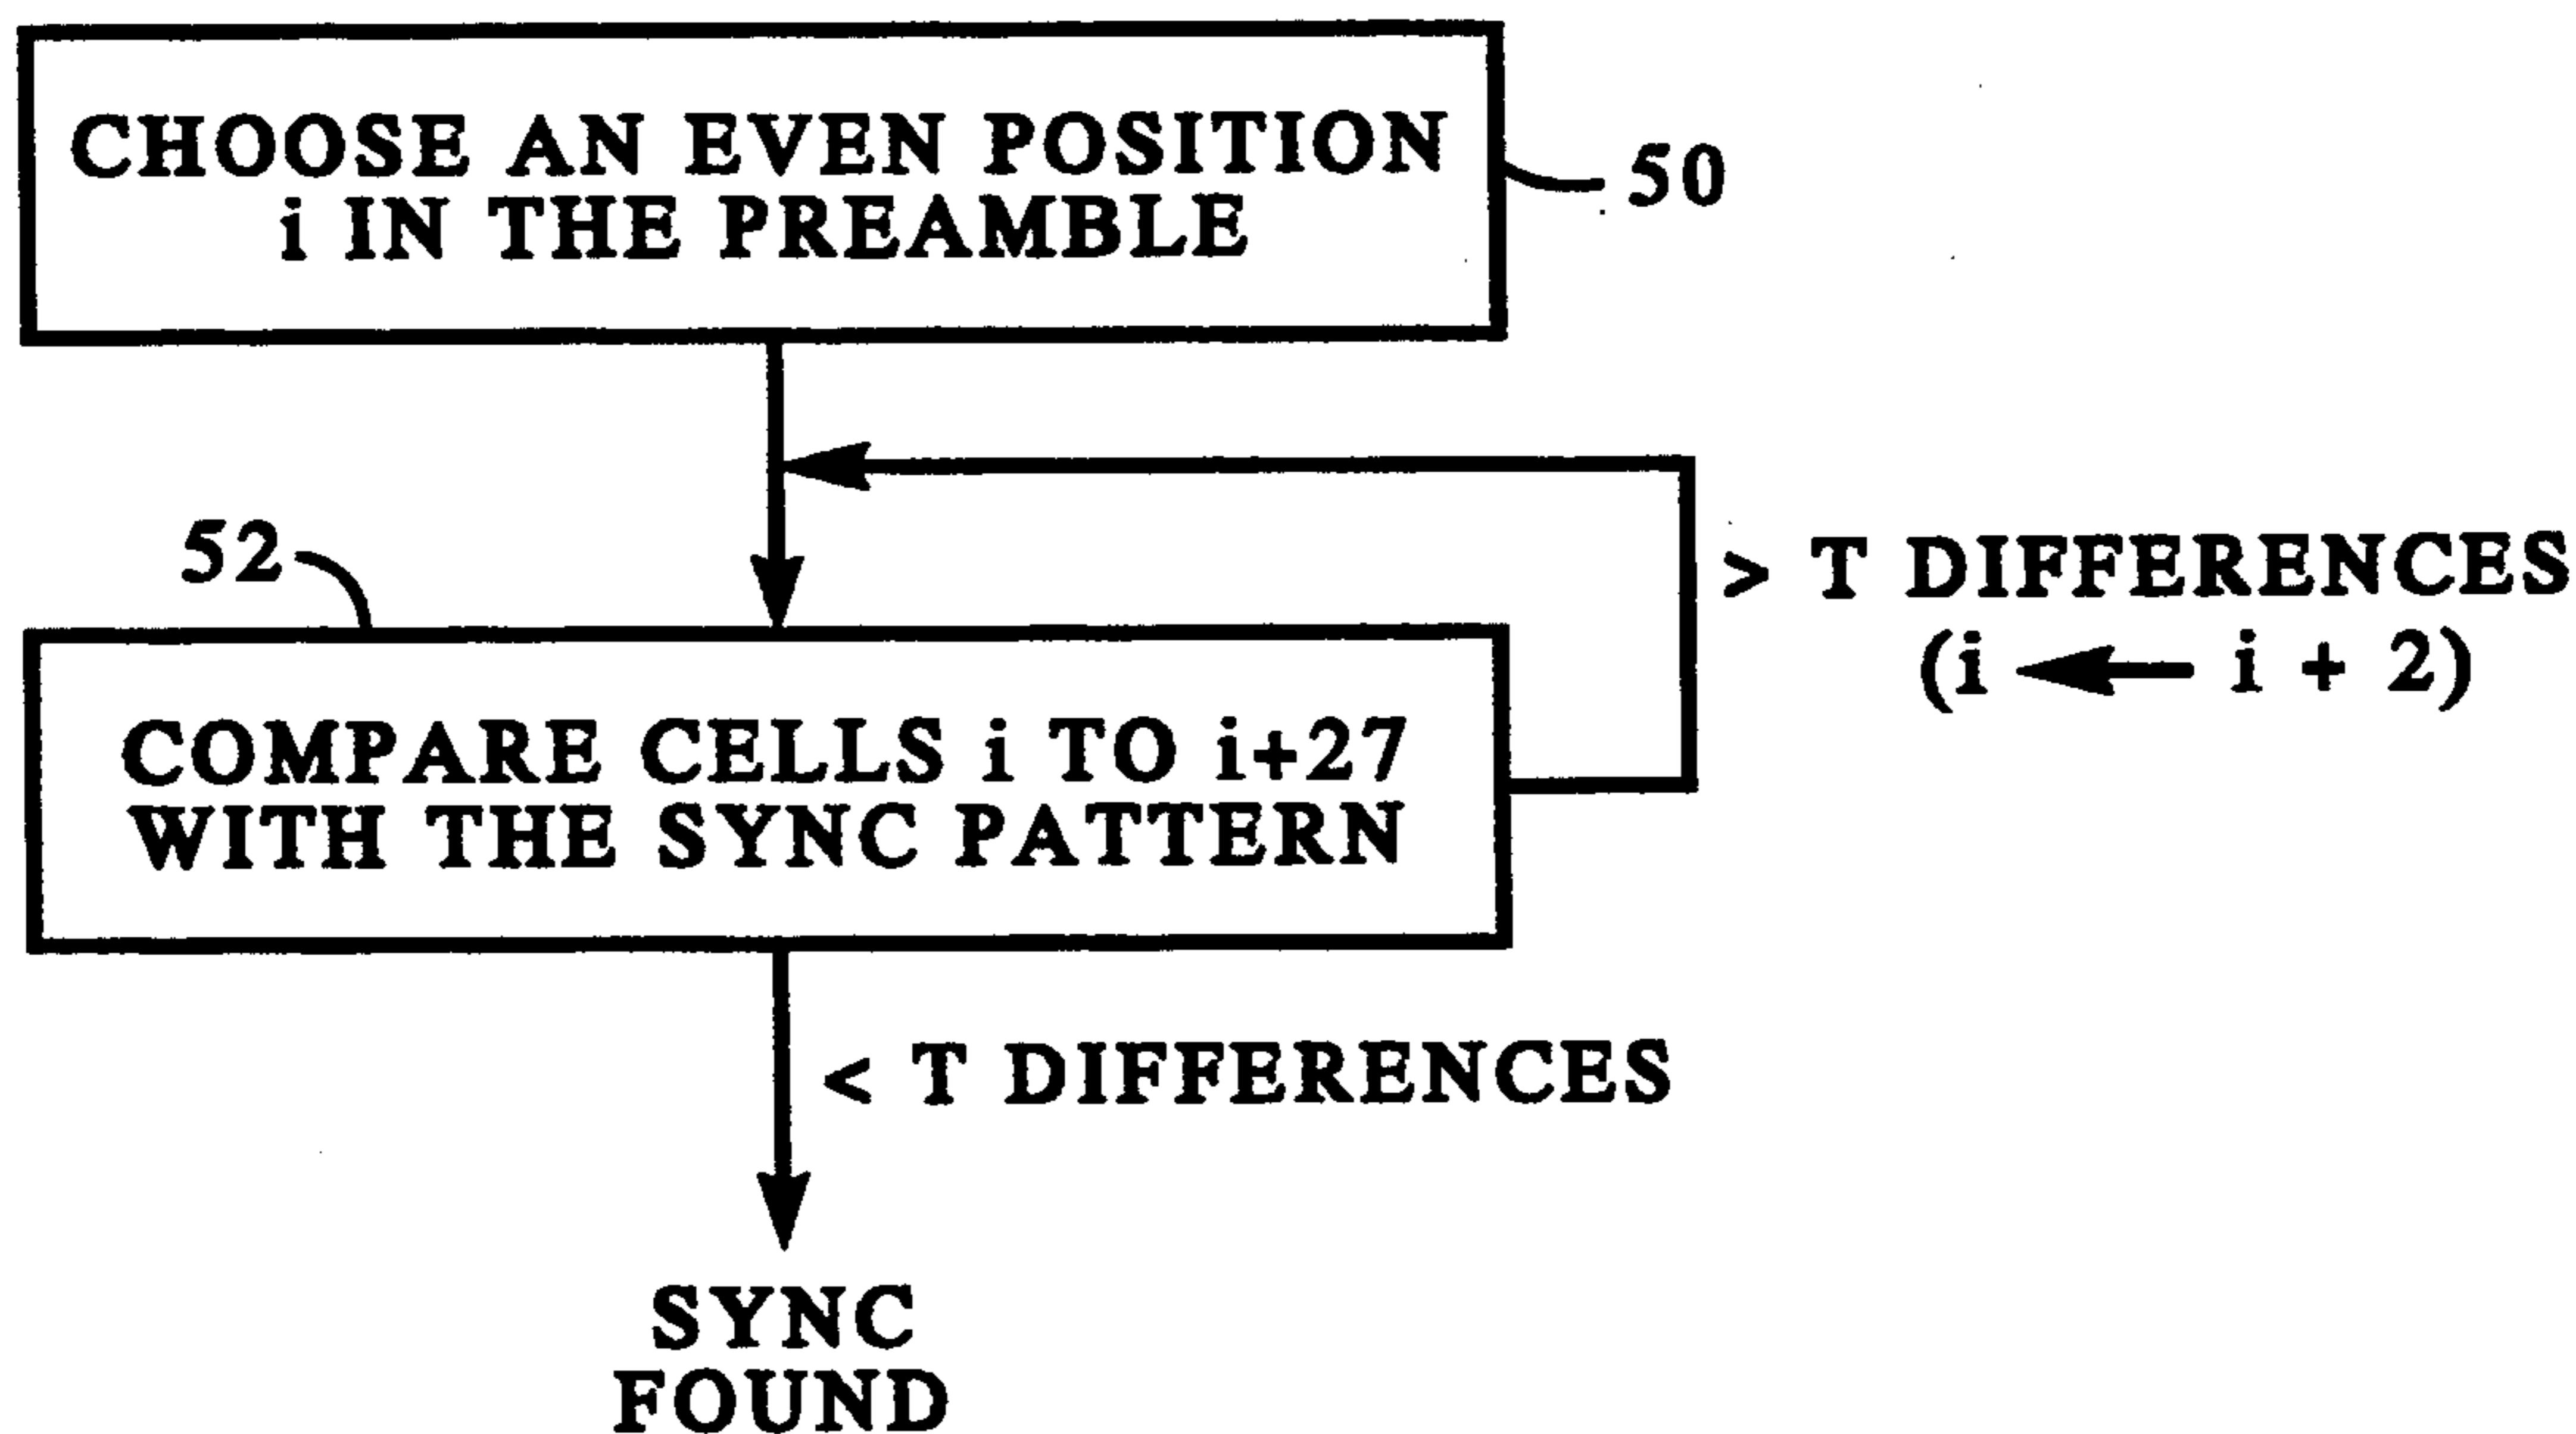 CHOOSE AN EVEN POSITION
i IN THE PREAMBLE
50
52
> T DIFFERENCES
(i ← i + 2)
COMPARE CELLS i TO i+27
WITH THE SYNC PATTERN
< T DIFFERENCES
SYNC
FOUND